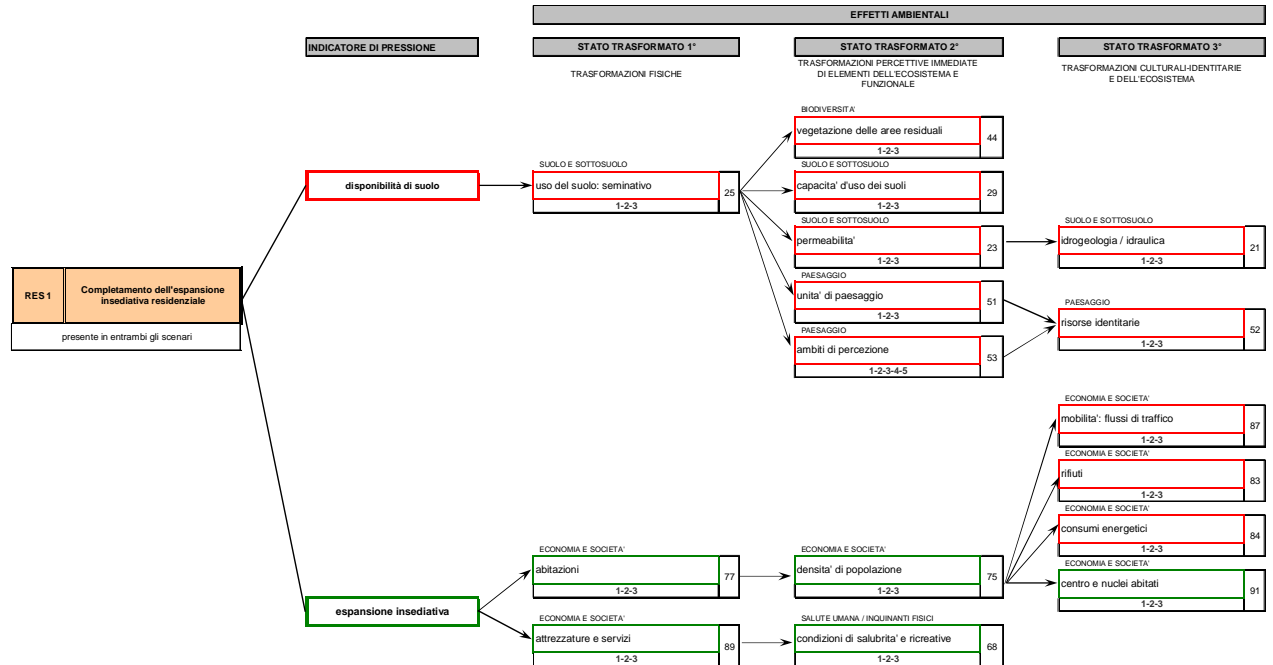 EFFETTI AMBIENTALI
INDICATORE DI PRESSIONE
STATO TRASFORMATO 1°
STATO TRASFORMATO 2°
STATO TRASFORMATO 3°
TRASFORMAZIONI FISICHE
TRASFORMAZIONI PERCETTIVE IMMEDIATE
DI ELEMENTI DELL'ECOSISTEMA E
FUNZIONALE
TRASFORMAZIONI CULTURALI-IDENTITARIE
E DELL'ECOSISTEMA
RES 1
Completamento dell'espansione
insediativa residenziale
presente in entrambi gli scenari
disponibilità di suolo
SUOLO E SOTTOSUOLO
uso del suolo: seminativo
25
1-2-3
BIODIVERSITA'
vegetazione delle aree residuali
44
1-2-3
SUOLO E SOTTOSUOLO
capacita' d'uso dei suoli
29
1-2-3
SUOLO E SOTTOSUOLO
permeabilita'
23
1-2-3
SUOLO E SOTTOSUOLO
idrogeologia / idraulica
21
1-2-3
PAESAGGIO
unita' di paesaggio
51
1-2-3
PAESAGGIO
ambiti di percezione
53
1-2-3-4-5
PAESAGGIO
risorse identitarie
52
1-2-3
espansione insediativa
ECONOMIA E SOCIETA'
abitazioni
77
1-2-3
ECONOMIA E SOCIETA'
densita' di popolazione
75
1-2-3
ECONOMIA E SOCIETA'
mobilita': flussi di traffico
87
1-2-3
ECONOMIA E SOCIETA'
rifiuti
83
1-2-3
ECONOMIA E SOCIETA'
consumi energetici
84
1-2-3
ECONOMIA E SOCIETA'
centro e nuclei abitati
91
1-2-3
ECONOMIA E SOCIETA'
attrezzature e servizi
89
1-2-3
SALUTE UMANA / INQUINANTI FISICI
condizioni di salubrita' e ricreative
68
1-2-3